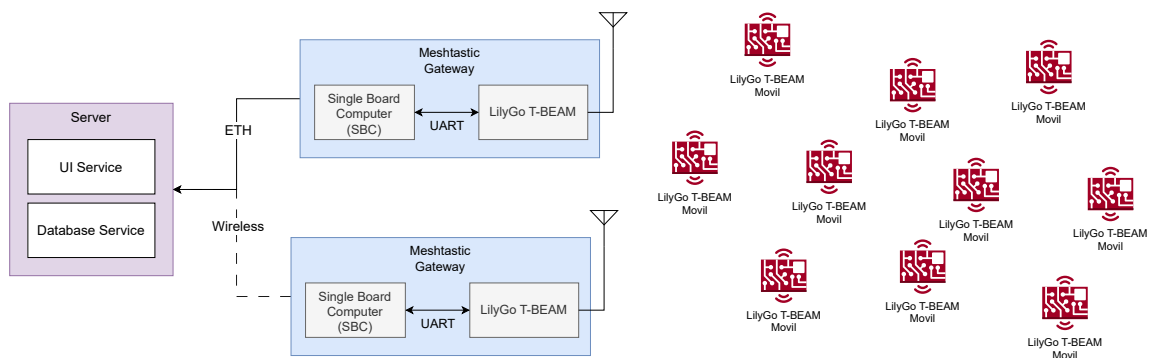 Server
UI Service
Database Service
ETH
Wireless
Meshtastic
Gateway
Single Board
Computer
(SBC)
UART
LilyGo T-BEAM
Meshtastic
Gateway
Single Board
Computer
(SBC)
UART
LilyGo T-BEAM
LilyGo T-BEAM
Movil
LilyGo T-BEAM
Movil
LilyGo T-BEAM
Movil
LilyGo T-BEAM
Movil
LilyGo T-BEAM
Movil
LilyGo T-BEAM
Movil
LilyGo T-BEAM
Movil
LilyGo T-BEAM
Movil
LilyGo T-BEAM
Movil
LilyGo T-BEAM
Movil